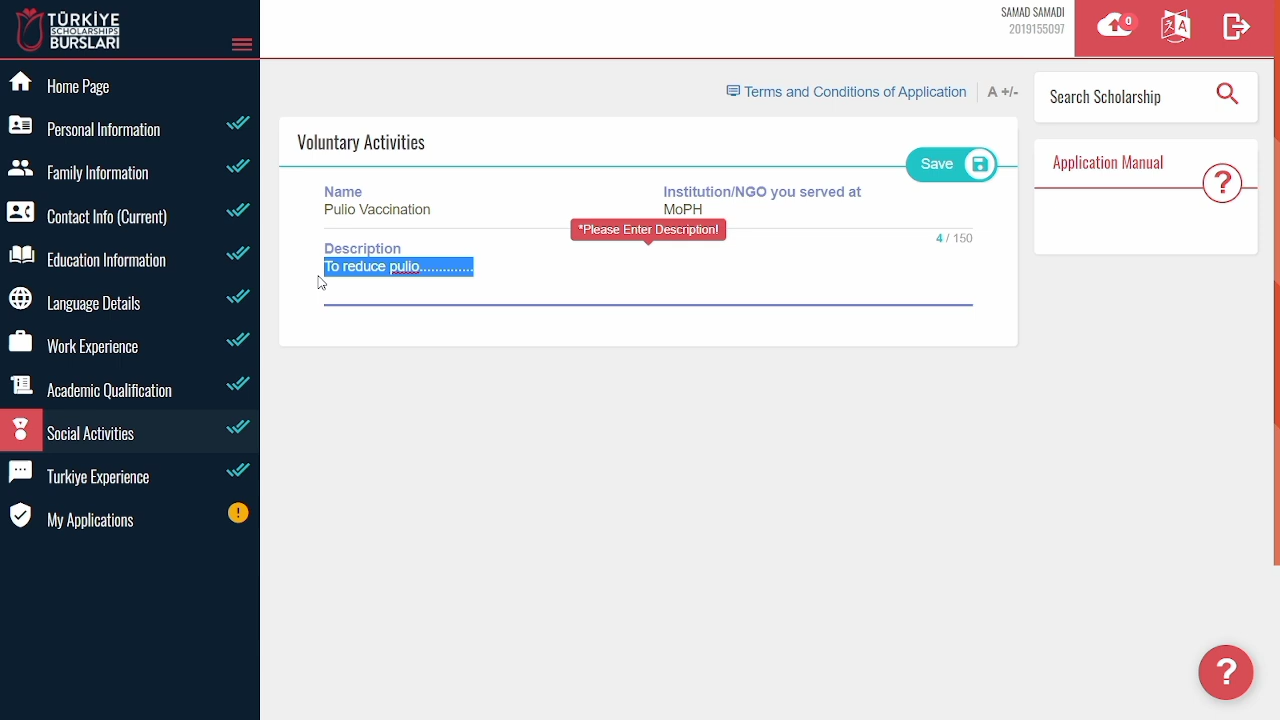 TÜRKİYE
SCHOLARSHIPS
BURSLARI
SAMAD SAMADI
2019155097
0
Home Page
Personal Information
Family Information
Contact Info (Current)
Education Information
Language Details
Work Experience
Academic Qualification
Social Activities
Turkiye Experience
My Applications
!
Terms and Conditions of Application
A +/-
Voluntary Activities
Save
Name
Pulio Vaccination
Institution/NGO you served at
MoPH
*Please Enter Description!
4 / 150
Description
To reduce pulio...............
Search Scholarship
Application Manual
?
?